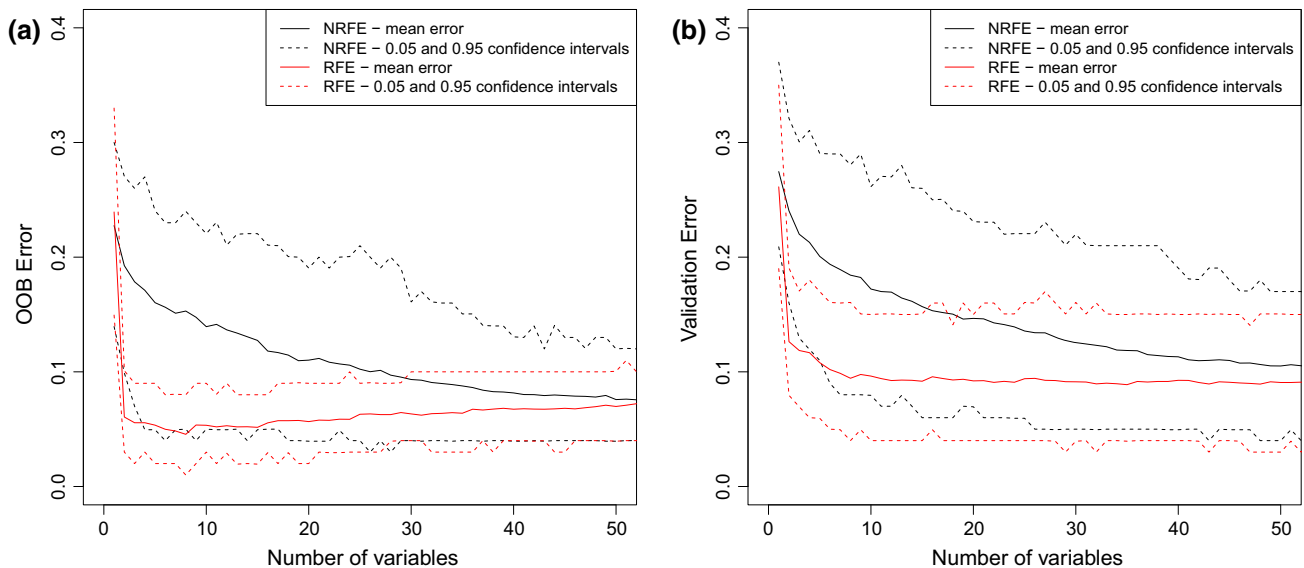 (a)
NRFE − mean error
NRFE − 0.05 and 0.95 confidence intervals
RFE − mean error
RFE − 0.05 and 0.95 confidence intervals
OOB Error
0.4
0.3
0.2
0.1
0.0
0 10 20 30 40 50
Number of variables
(b)
NRFE − mean error
NRFE − 0.05 and 0.95 confidence intervals
RFE − mean error
RFE − 0.05 and 0.95 confidence intervals
Validation Error
0.4
0.3
0.2
0.1
0.0
0 10 20 30 40 50
Number of variables